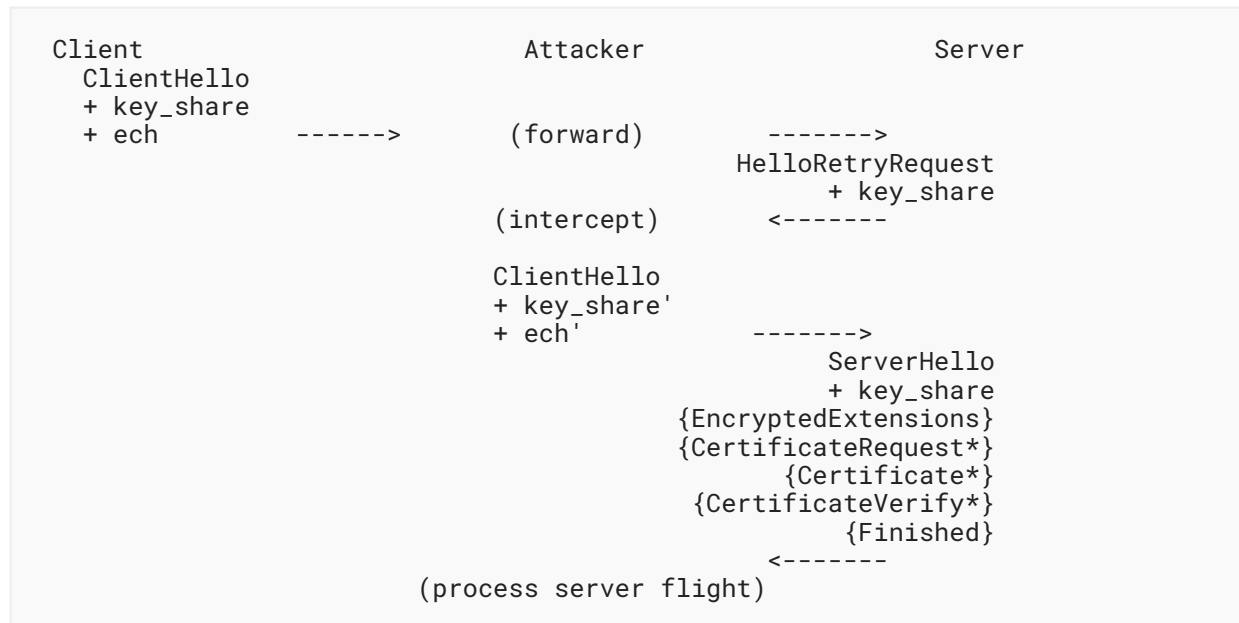 Client Attacker Server
ClientHello
+ key_share
+ ech ------> (forward) ------->
HelloRetryRequest
+ key_share
(intercept) <-------
ClientHello
+ key_share'
+ ech' ------->
ServerHello
+ key_share
{EncryptedExtensions}
{CertificateRequest*}
{Certificate*}
{CertificateVerify*}
{Finished}
<-------
(process server flight)